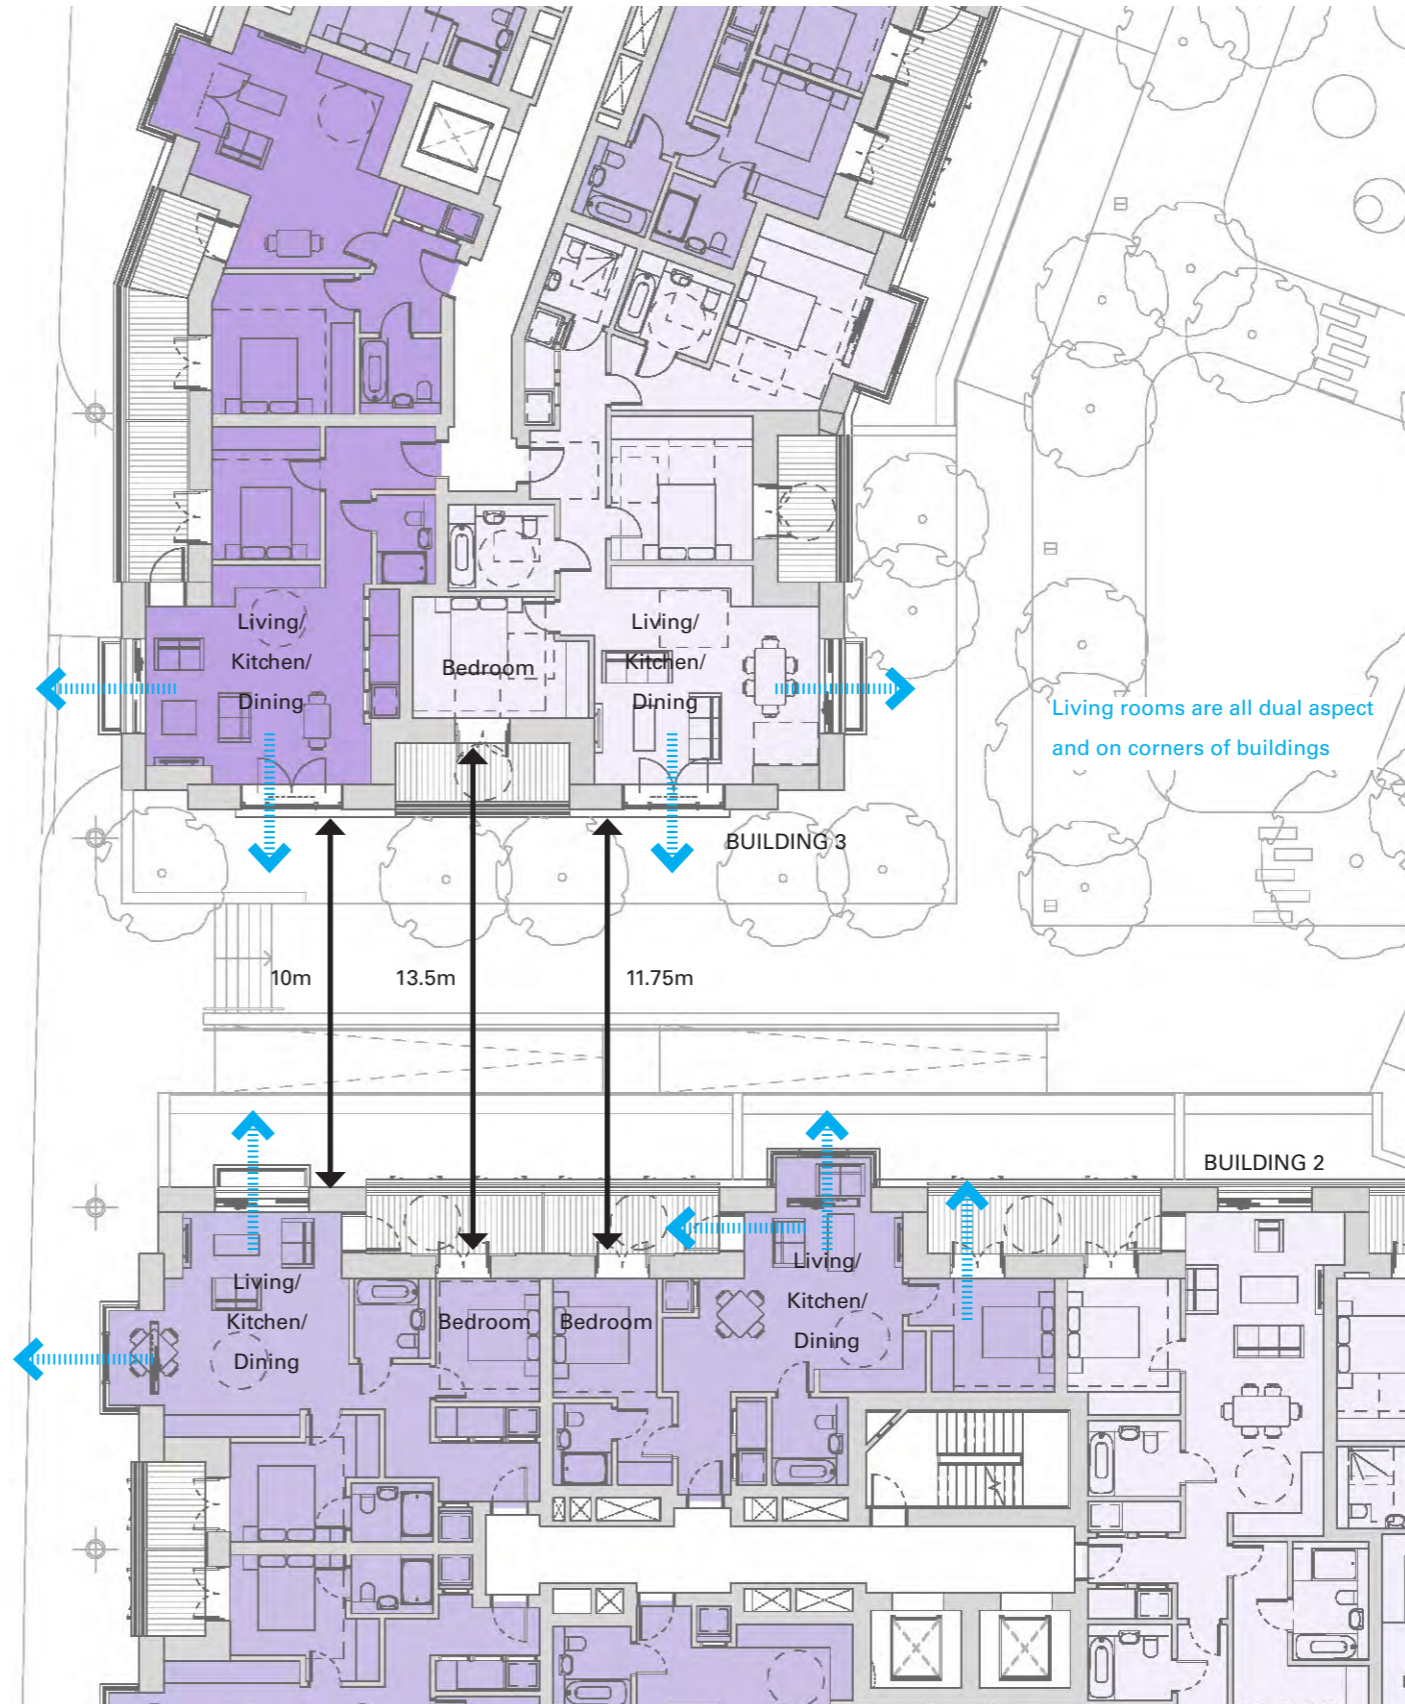 Living/
Kitchen/
Dining
Bedroom
Living/
Kitchen/
Dining
Living rooms are all dual aspect
and on corners of buildings
BUILDING 3
10m
13.5m
11.75m
BUILDING 2
Living/
Kitchen/
Dining
Bedroom
Bedroom
Living/
Kitchen/
Dining